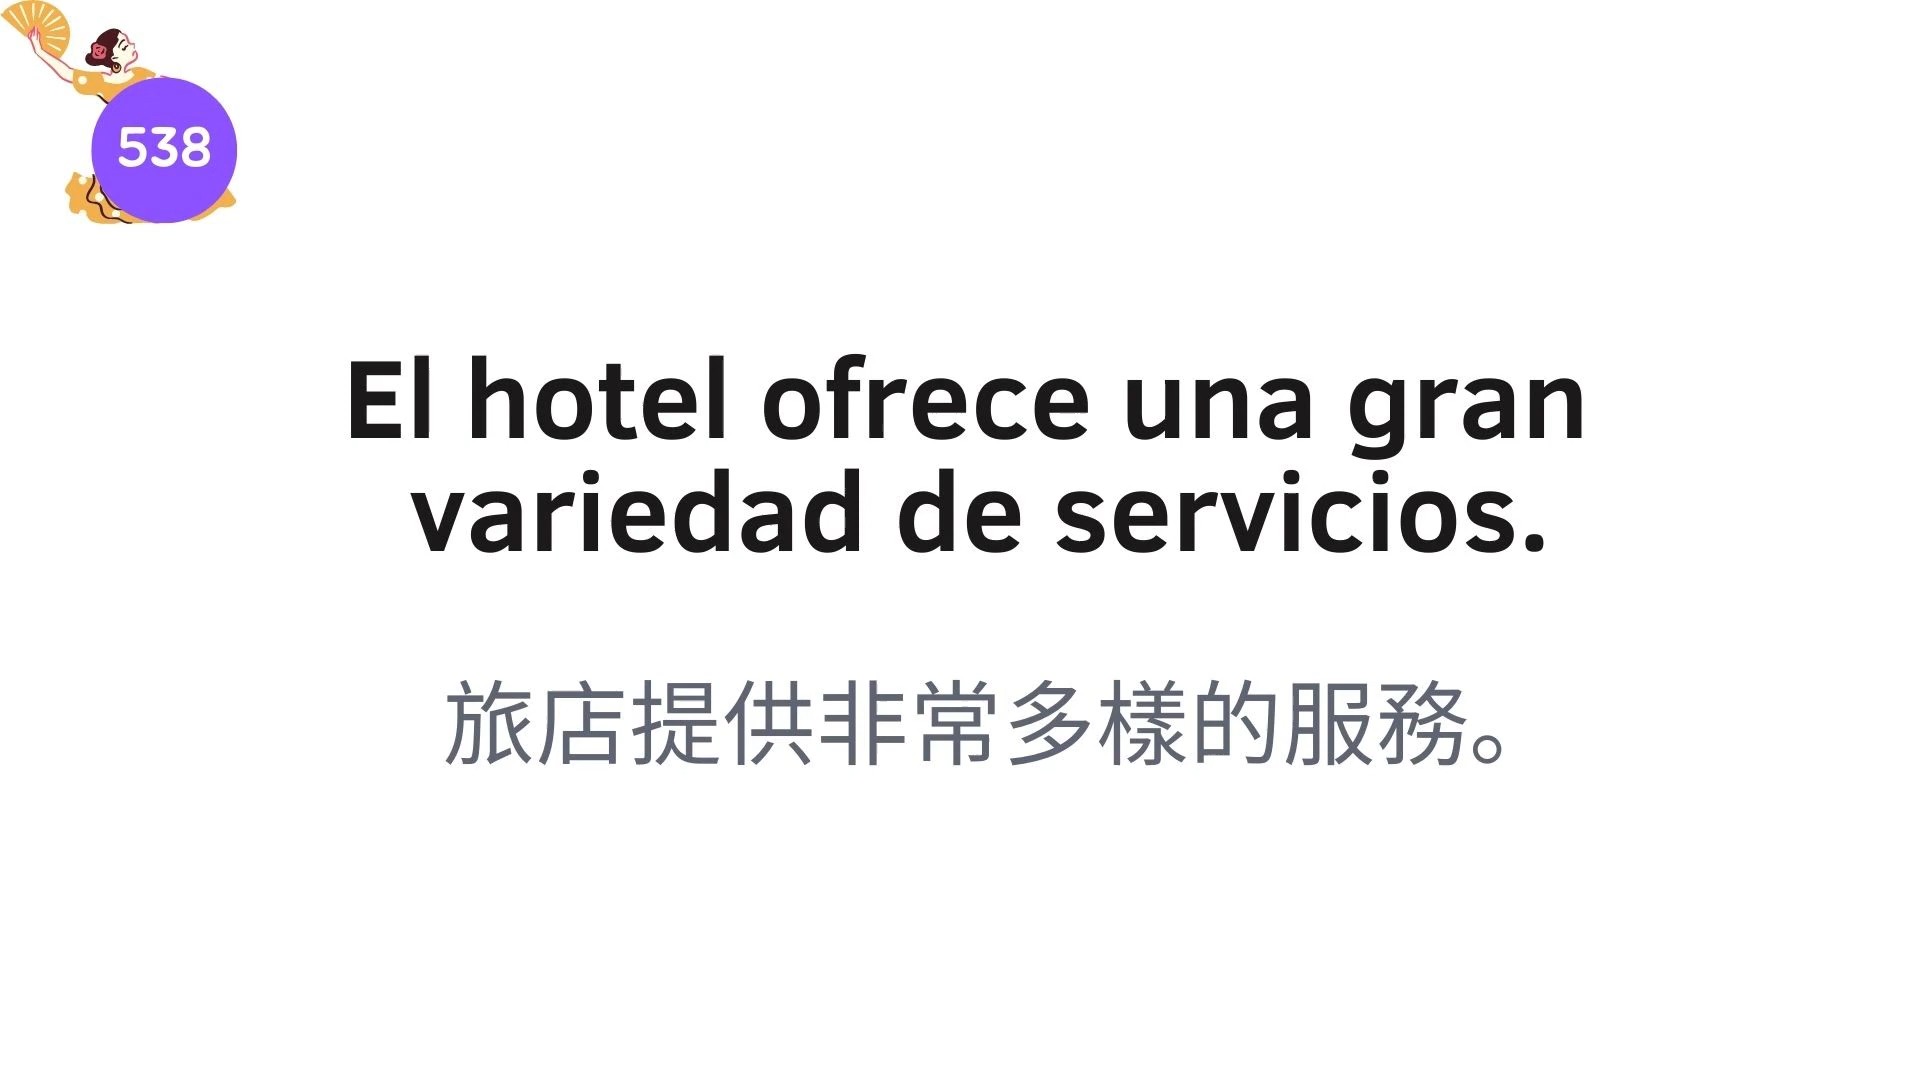 538
El hotel ofrece una gran
variedad de servicios.
旅店提供非常多樣的服務。